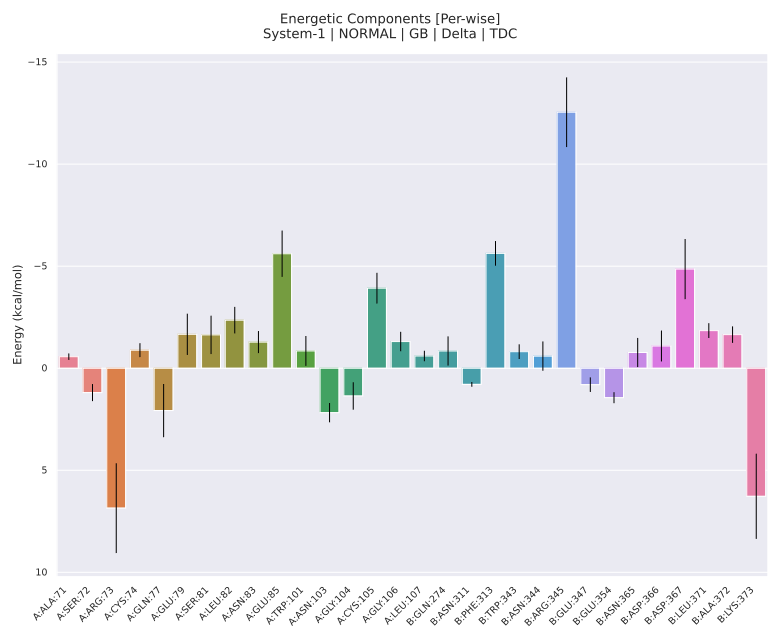 Energetic Components [Per-wise]
System-1 | NORMAL | GB | Delta | TDC
Energy (kcal/mol)
−15
−10
−5
0
5
10
A:ALA:71
A:SER:72
A:ARG:73
A:CYS:74
A:GLN:77
A:GLU:79
A:SER:81
A:LEU:82
A:ASN:83
A:GLU:85
A:TRP:101
A:ASN:103
A:GLY:104
A:CYS:105
A:GLY:106
A:LEU:107
B:GLN:274
B:ASN:311
B:PHE:313
B:TRP:343
B:ASN:344
B:ARG:345
B:GLU:347
B:GLU:354
B:ASN:365
B:ASP:366
B:ASP:367
B:LEU:371
B:ALA:372
B:LYS:373